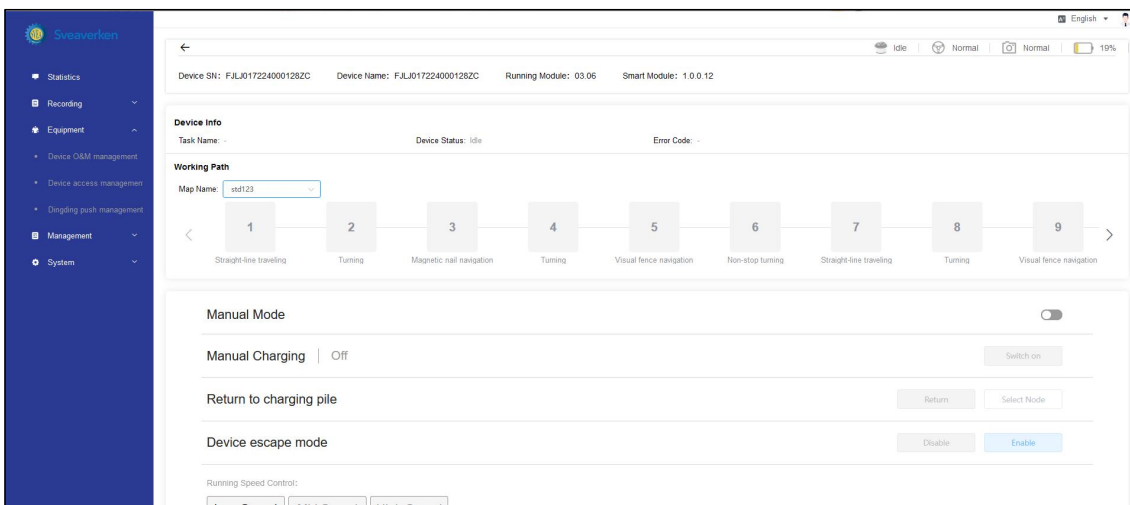 English
Sveaverken
Idle Normal Normal 19%
Statistics
Device SN: FJLJ017224000128ZC Device Name: FJLJ017224000128ZC Running Module: 03.06 Smart Module: 1.0.0.12
Recording
Equipment
Device Info
Task Name: - Device Status: Idle Error Code: -
Device O&M management
Working Path
Device access managemen
Map Name: std123
Dingding push management
Management
System
1 2 3 4 5 6 7 8 9
Straight-line traveling Turning Magnetic nail navigation Turning Visual fence navigation Non-stop turning Straight-line traveling Turning Visual fence navigation
Manual Mode
Manual Charging Off Switch on
Return to charging pile Return Select Node
Device escape mode Disable Enable
Running Speed Control: